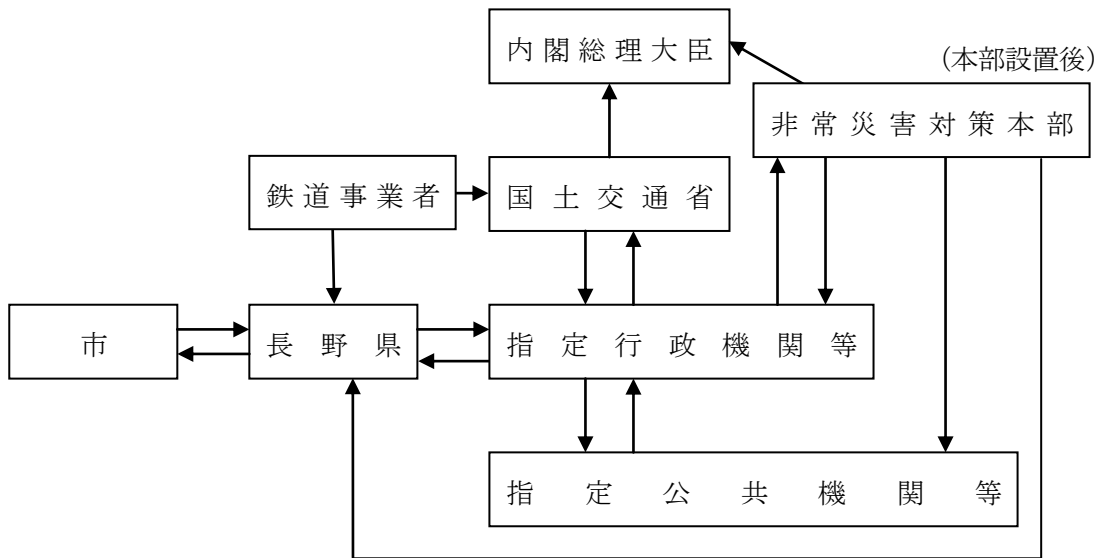 内閣総理大臣
(本部設置後)
非常災害対策本部
鉄道事業者
国土交通省
市
長野県
指定行政機関等
指定公共機関等